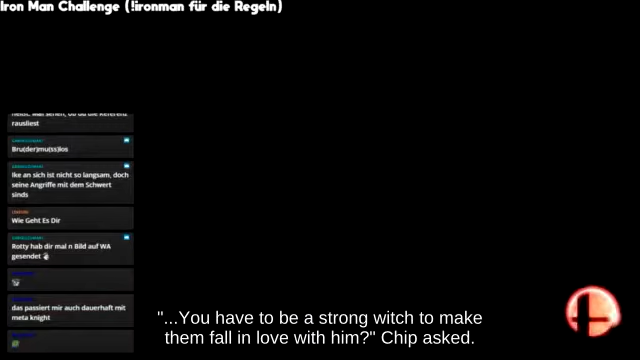 Iron Man Challenge (!ironman für die Regeln)
rausliest
Bru(der)mu(ss)los
Ike an sich ist nicht so langsam, doch
seine Angriffe mit dem Schwert
sinds
Wie Geht Es Dir
Rotty hab dir mal n Bild auf WA
gesendet
das passiert mir auch dauerhaft mit
meta knight
"...You have to be a strong witch to make
them fall in love with him?" Chip asked.